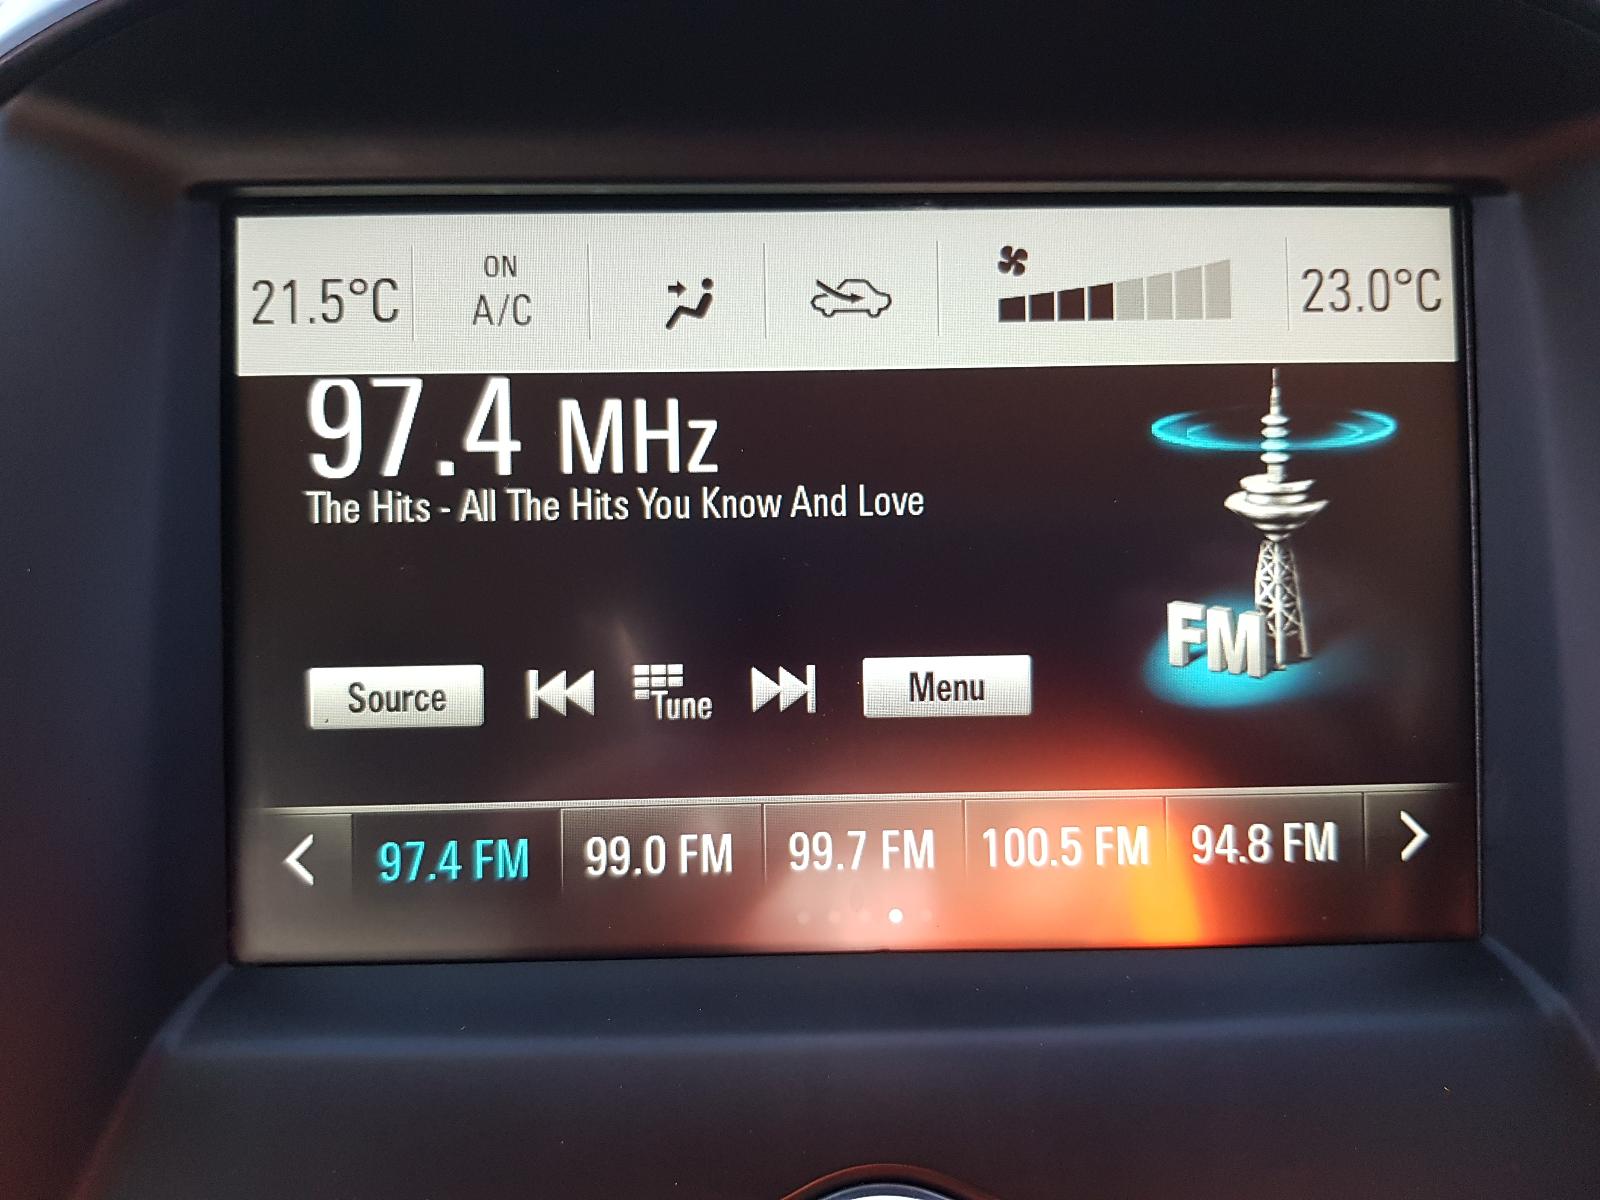 21.5°C
ON
A/C
23.0°C
97.4 MHz
The Hits - All The Hits You Know And Love
FM
Source
Tune
Menu
97.4 FM
99.0 FM
99.7 FM
100.5 FM
94.8 FM